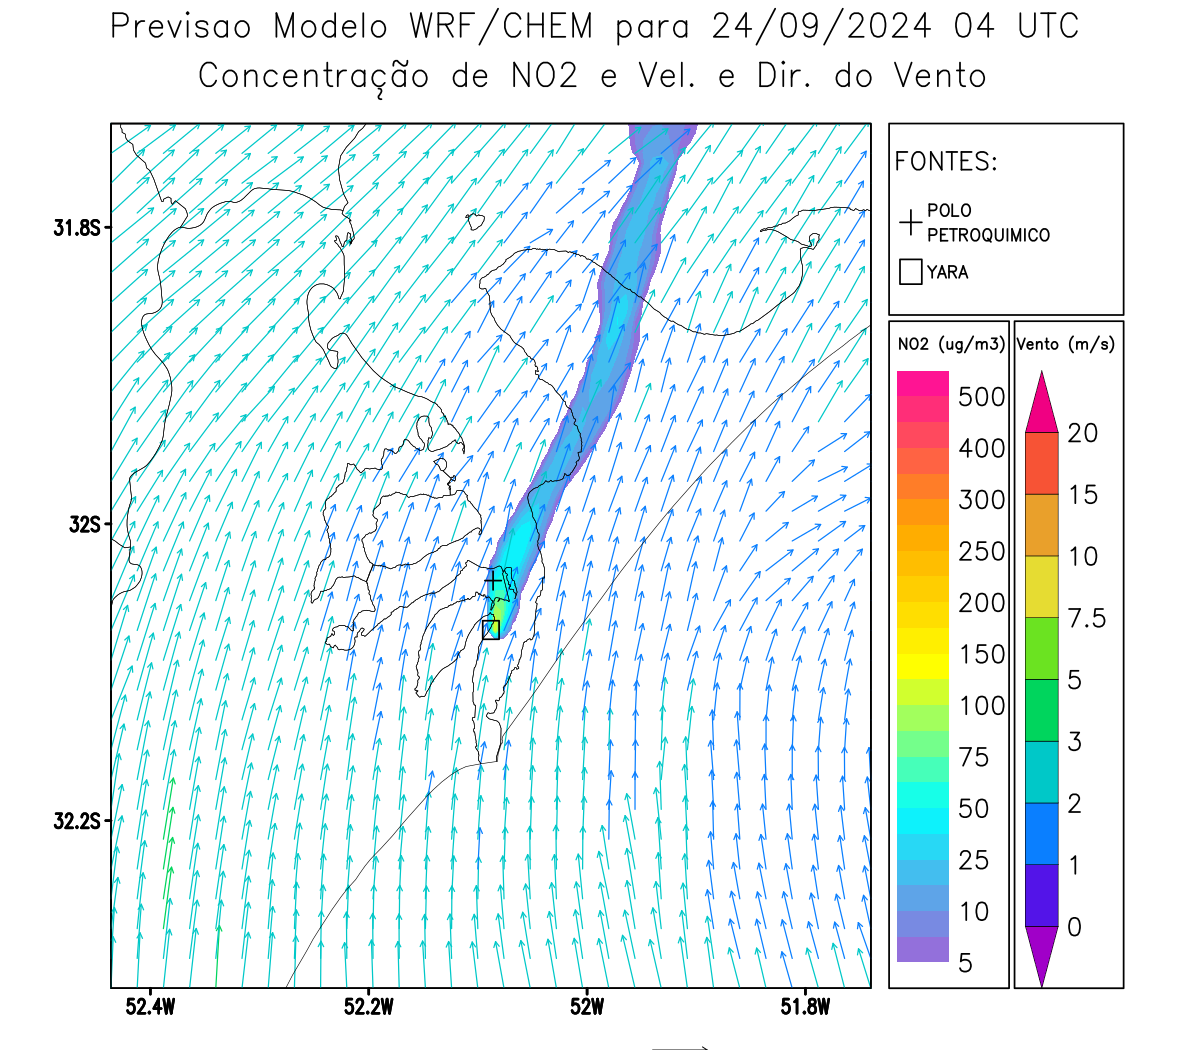 Previsao Modelo WRF/CHEM para 24/09/2024 04 UTC
Concentração de NO2 e Vel. e Dir. do Vento
FONTES:
POLO
PETROQUIMICO
YARA
NO2 (ug/m3)
500
400
300
250
200
150
100
75
50
25
10
5
Vento (m/s)
20
15
10
7.5
5
3
2
1
0
31.8S
32S
32.2S
52.4W
52.2W
52W
51.8W